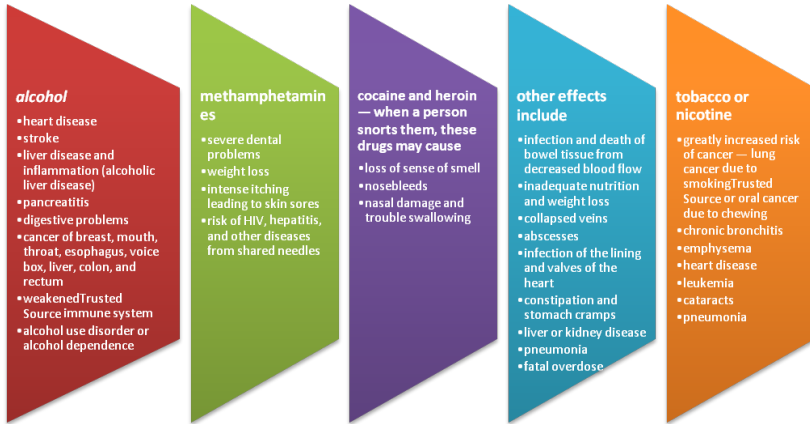 alcohol
▪heart disease
▪stroke
▪liver disease and
inflammation (alcoholic
liver disease)
▪pancreatitis
▪digestive problems
▪cancer of breast, mouth,
throat, esophagus, voice
box, liver, colon, and
rectum
▪weakenedTrusted
Source immune system
▪alcohol use disorder or
alcohol dependence
methamphetamin
es
▪severe dental
problems
▪weight loss
▪intense itching
leading to skin sores
▪risk of HIV, hepatitis,
and other diseases
from shared needles
cocaine and heroin
— when a person
snorts them, these
drugs may cause
▪loss of sense of smell
▪nosebleeds
▪nasal damage and
trouble swallowing
other effects
include
▪infection and death of
bowel tissue from
decreased blood flow
▪inadequate nutrition
and weight loss
▪collapsed veins
▪abscesses
▪infection of the lining
and valves of the
heart
▪constipation and
stomach cramps
▪liver or kidney disease
▪pneumonia
▪fatal overdose
tobacco or
nicotine
▪greatly increased risk
of cancer — lung
cancer due to
smokingTrusted
Source or oral cancer
due to chewing
▪chronic bronchitis
▪emphysema
▪heart disease
▪leukemia
▪cataracts
▪pneumonia